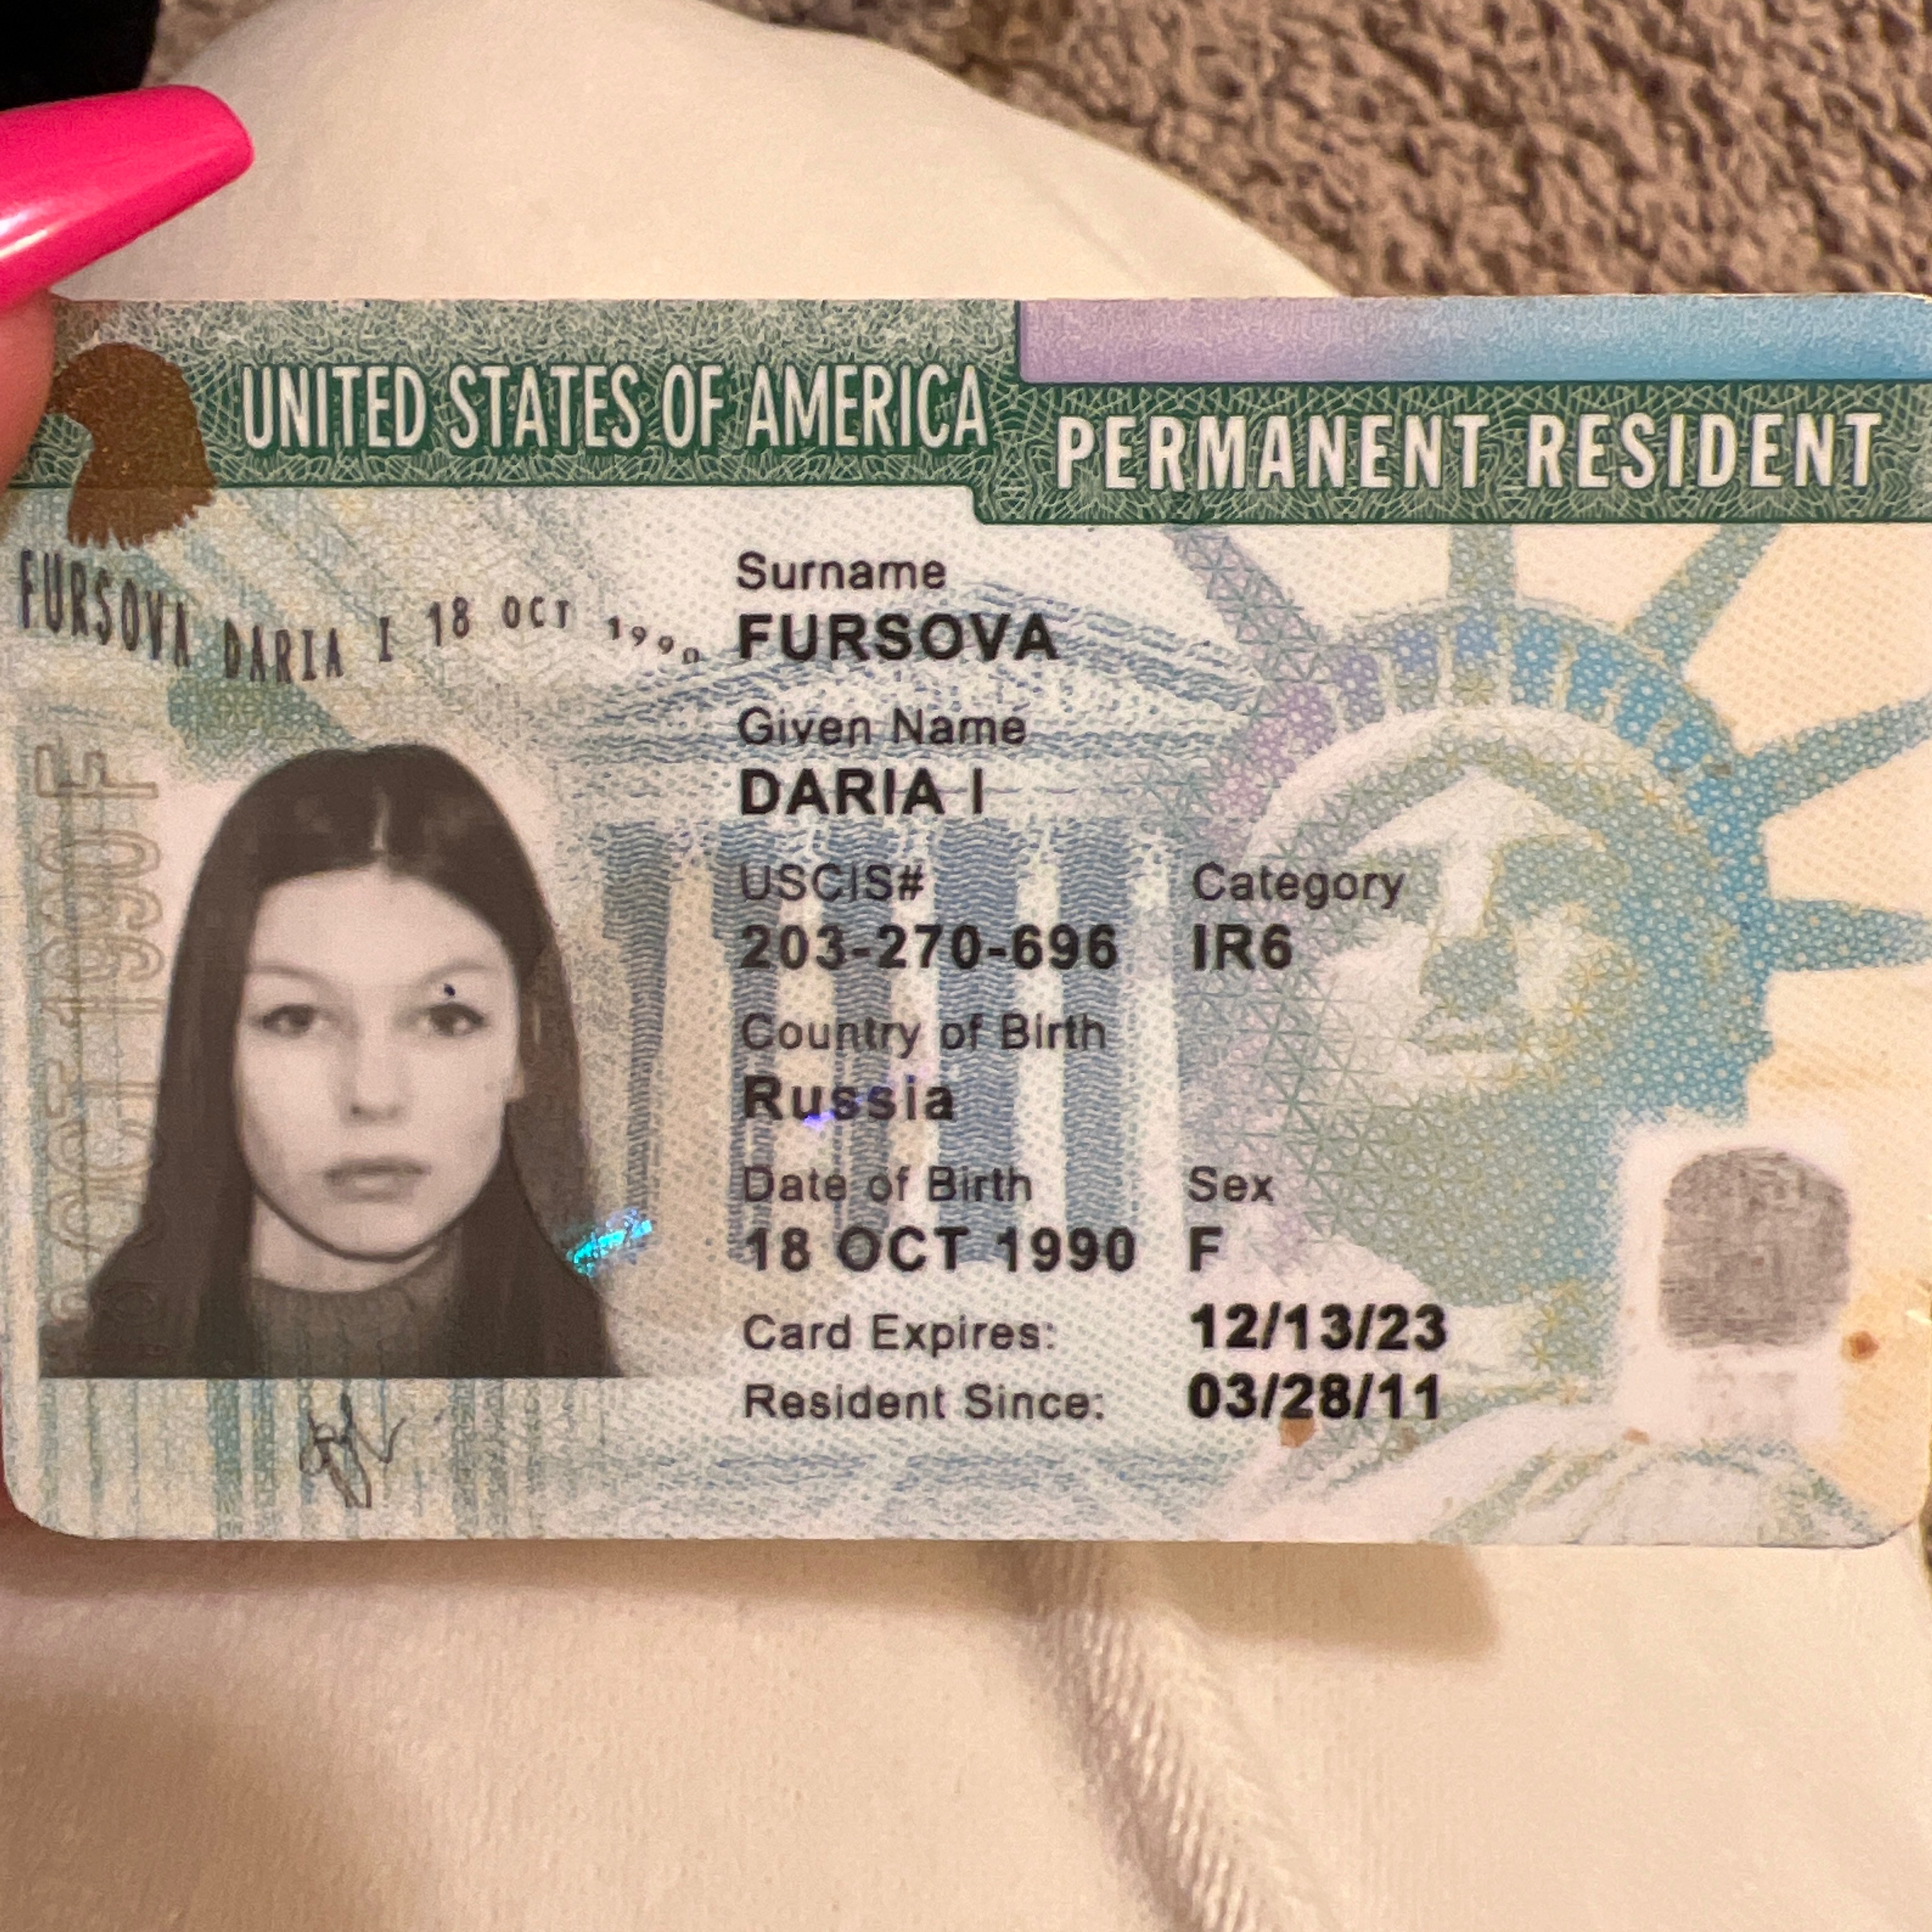 UNITED STATES OF AMERICA
PERMANENT RESIDENT
FURSOVA DARIA I 18 OCT 1990
Surname
FURSOVA
Given Name
DARIA I
USCIS# Category
203-270-696 IR6
Country of Birth
Russia
Date of Birth Sex
18 OCT 1990 F
Card Expires: 12/13/23
Resident Since: 03/28/11
OCT 1990 F